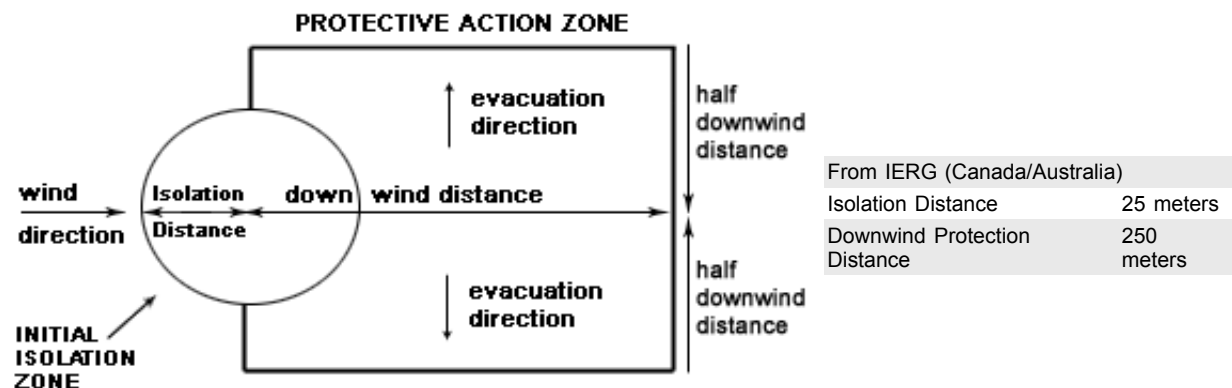 PROTECTIVE ACTION ZONE
evacuation
direction
half
downwind
distance
wind
direction
Isolation
Distance
down wind distance
evacuation
direction
half
downwind
distance
INITIAL
ISOLATION
ZONE
From IERG (Canada/Australia)
Isolation Distance 25 meters
Downwind Protection 250
Distance meters